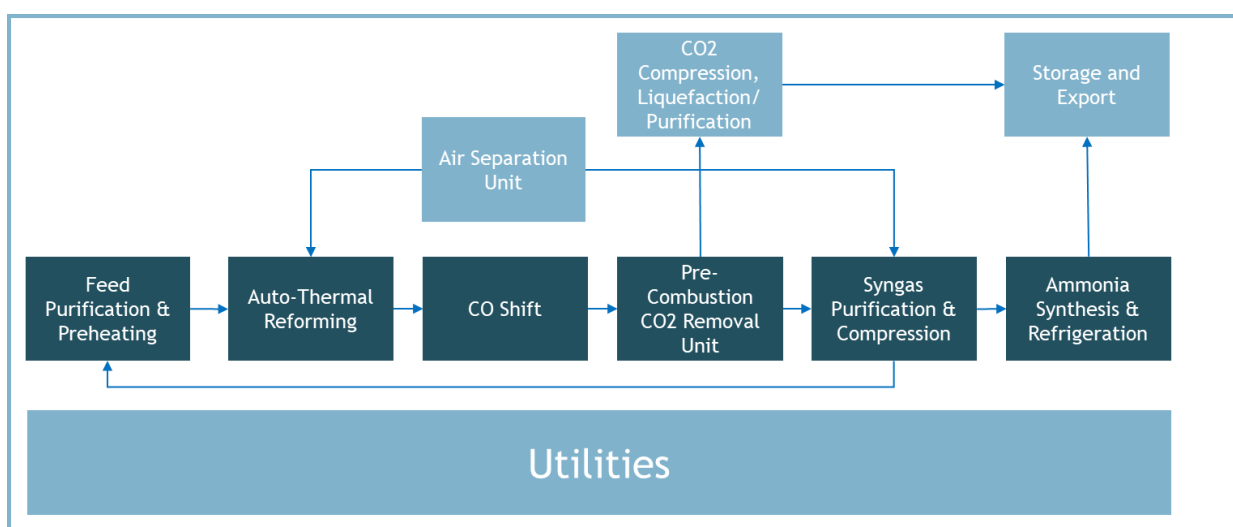 CO2
Compression,
Liquefaction/
Purification
Storage and
Export
Air Separation
Unit
Feed
Purification &
Preheating
Auto-Thermal
Reforming
CO Shift
Pre-
Combustion
CO2 Removal
Unit
Syngas
Purification &
Compression
Ammonia
Synthesis &
Refrigeration
Utilities